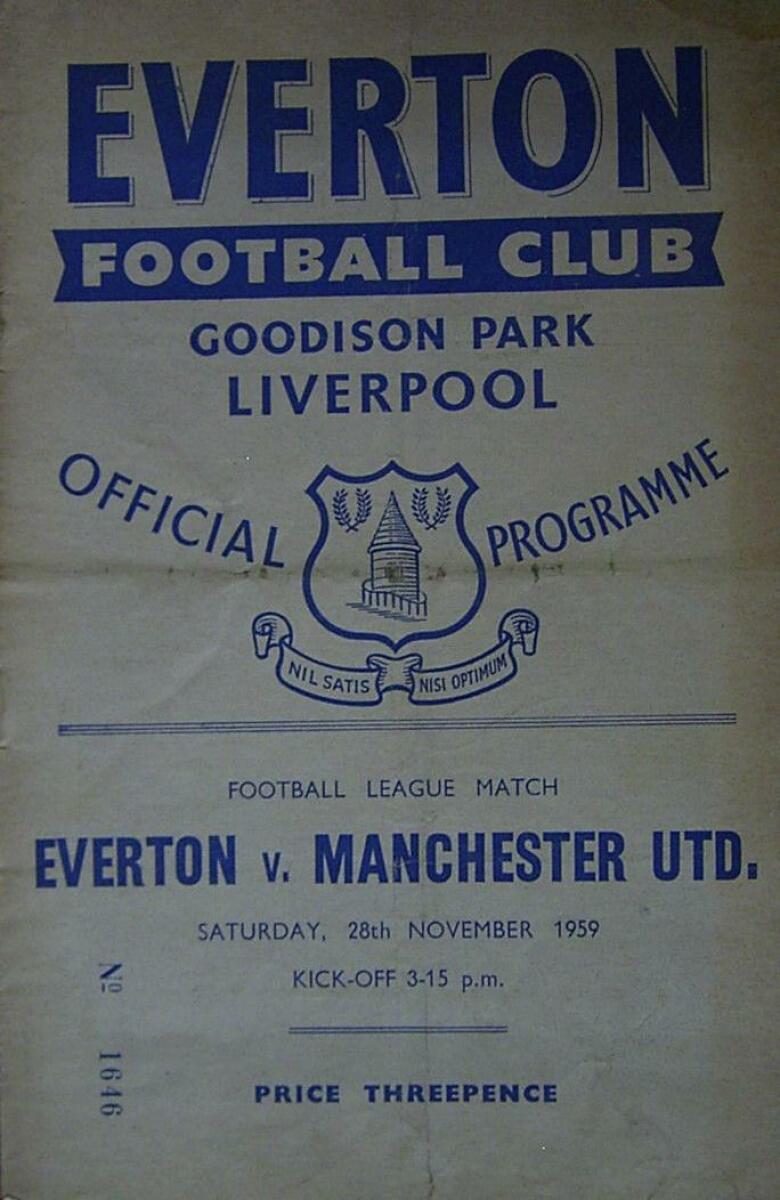 EVERTON
FOOTBALL CLUB
GOODISON PARK
LIVERPOOL
OFFICIAL PROGRAMME
NIL SATIS NISI OPTIMUM
FOOTBALL LEAGUE MATCH
EVERTON v. MANCHESTER UTD.
SATURDAY, 28th NOVEMBER 1959
KICK-OFF 3-15 p.m.
PRICE THREEPENCE
Nº 1646